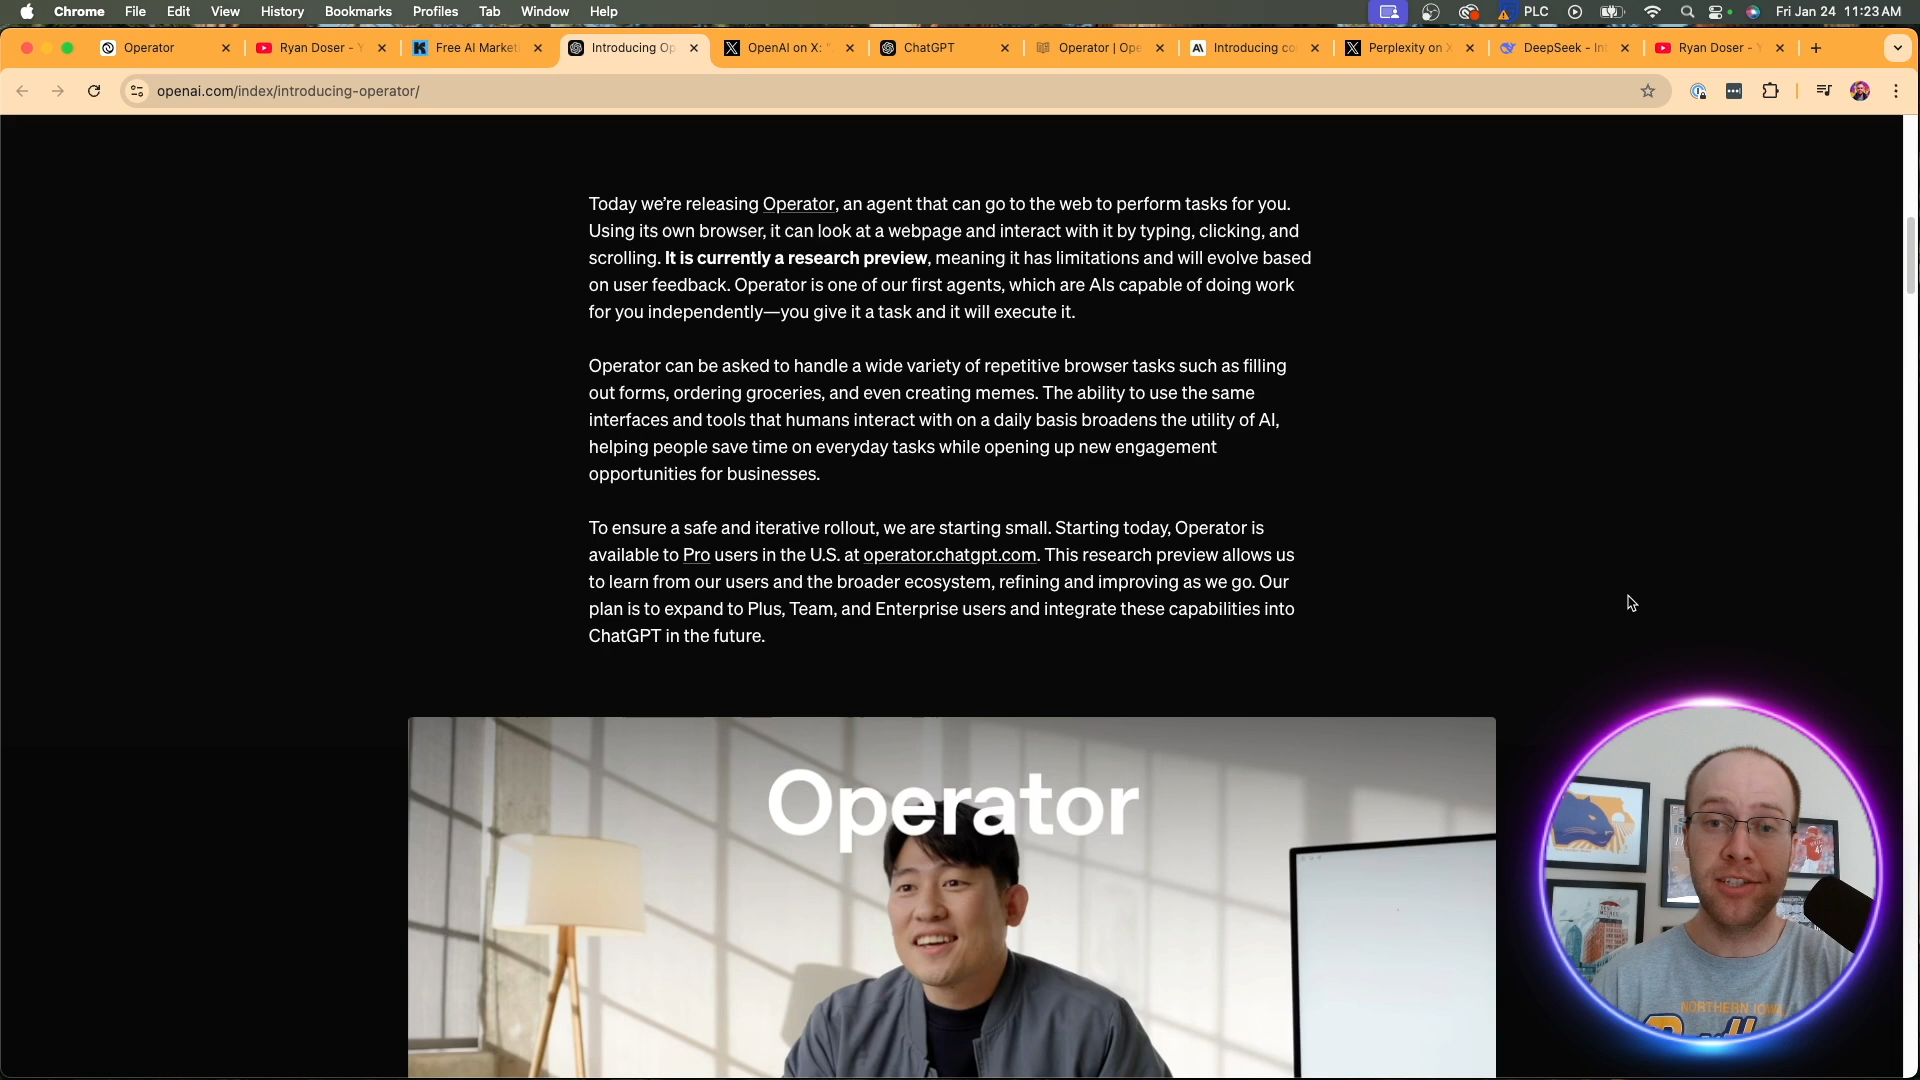 Chrome File Edit View History Bookmarks Profiles Tab Window Help PLC Fri Jan 24 11:23 AM
Operator Ryan Doser - Y Free AI Market Introducing Op OpenAI on X: " ChatGPT Operator | Ope Introducing co Perplexity on X DeepSeek - Int Ryan Doser - Y
openai.com/index/introducing-operator/
Today we’re releasing Operator, an agent that can go to the web to perform tasks for you.
Using its own browser, it can look at a webpage and interact with it by typing, clicking, and
scrolling. It is currently a research preview, meaning it has limitations and will evolve based
on user feedback. Operator is one of our first agents, which are AIs capable of doing work
for you independently—you give it a task and it will execute it.
Operator can be asked to handle a wide variety of repetitive browser tasks such as filling
out forms, ordering groceries, and even creating memes. The ability to use the same
interfaces and tools that humans interact with on a daily basis broadens the utility of AI,
helping people save time on everyday tasks while opening up new engagement
opportunities for businesses.
To ensure a safe and iterative rollout, we are starting small. Starting today, Operator is
available to Pro users in the U.S. at operator.chatgpt.com. This research preview allows us
to learn from our users and the broader ecosystem, refining and improving as we go. Our
plan is to expand to Plus, Team, and Enterprise users and integrate these capabilities into
ChatGPT in the future.
Operator
NORTHERN IOWA